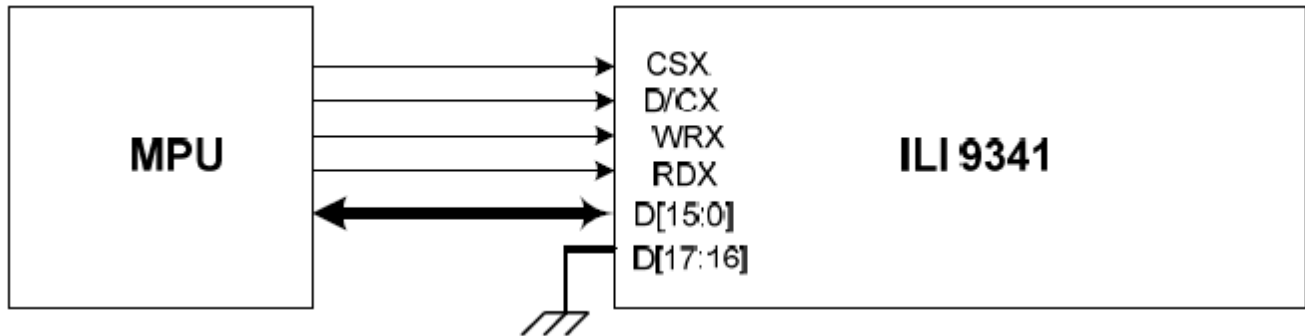 CSX
D/CX
WRX
MPU
ILI 9341
RDX
D[15:0]
D[17:16]